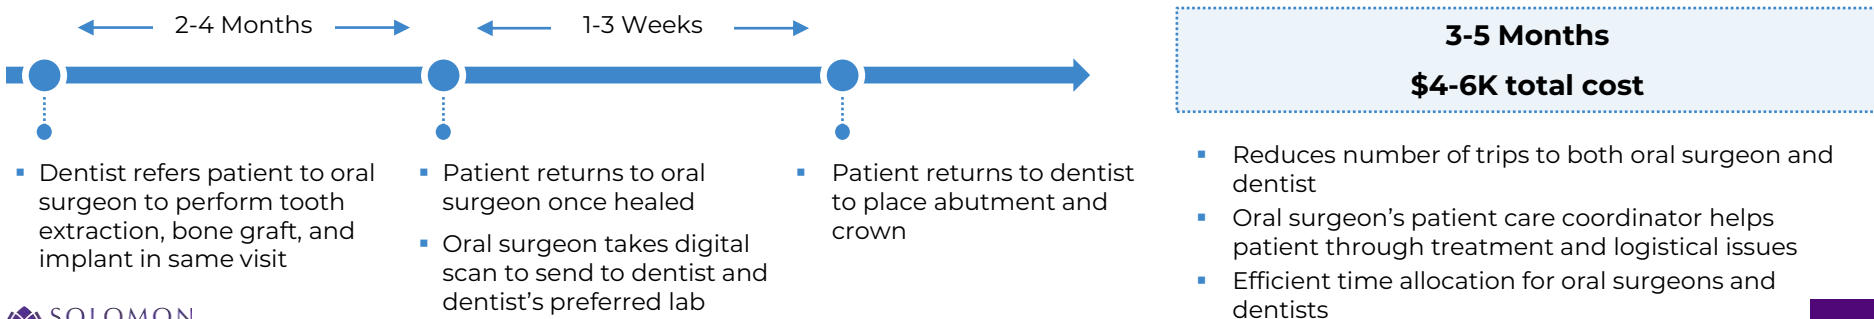 2-4 Months
1-3 Weeks
3-5 Months
$4-6K total cost
▪ Dentist refers patient to oral
surgeon to perform tooth
extraction, bone graft, and
implant in same visit
▪ Patient returns to oral
surgeon once healed
▪ Oral surgeon takes digital
scan to send to dentist and
dentist's preferred lab
▪ Patient returns to dentist
to place abutment and
crown
▪ Reduces number of trips to both oral surgeon and
dentist
▪ Oral surgeon's patient care coordinator helps
patient through treatment and logistical issues
▪ Efficient time allocation for oral surgeons and
dentists
SOLOMON